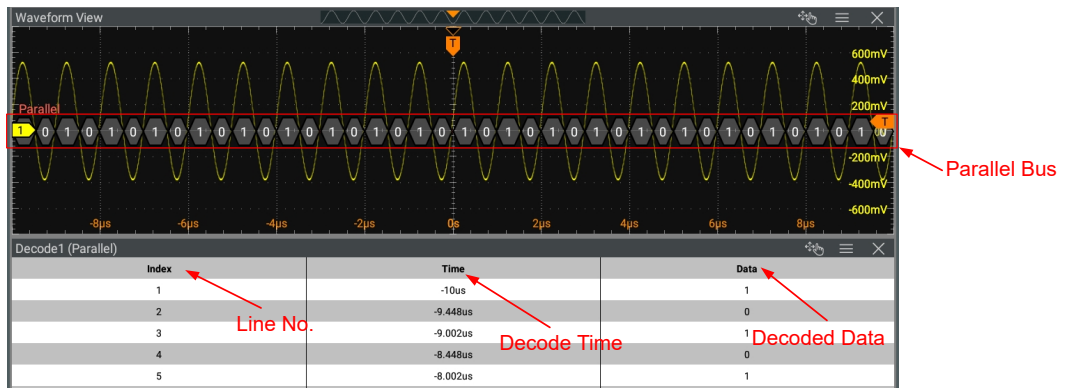 Waveform View
T
600mV
400mV
200mV
Parallel
1 0 1 0 1 0 1 0 1 0 1 0 1 0 1 0 1 0 1 0 1 0 1 0 1 0 1 0 1 0 1 0 1 0 1 0 1 0 1 0
T
-200mV
Parallel Bus
-400mV
-600mV
-8μs -6μs -4μs -2μs 0s 2μs 4μs 6μs 8μs
Decode1 (Parallel)
Index Time Data
1 -10us 1
2 -9.448us 0
Line No.
3 -9.002us 1
Decode Time
Decoded Data
4 -8.448us 0
5 -8.002us 1